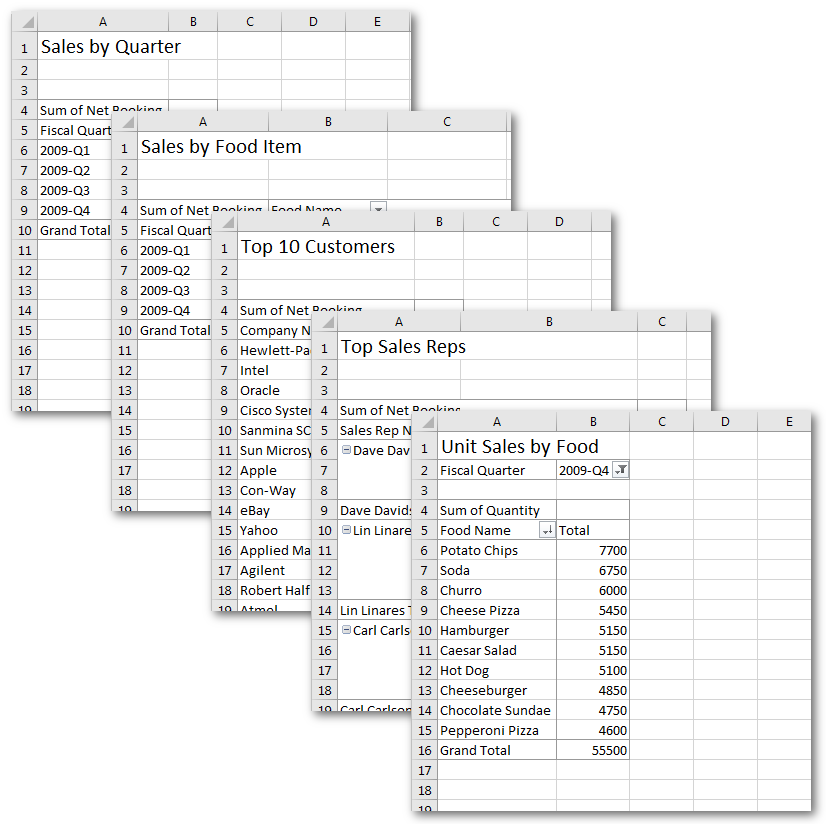 A B C D E
1 Sales by Quarter
2
3
4 Sum of Net Booking
5 Fiscal Quart
6 2009-Q1
7 2009-Q2
8 2009-Q3
9 2009-Q4
10 Grand Total
11
12
13
14
15
16
17
18
19
A B C
1 Sales by Food Item
2
3
4 Sum of Net Booking Food Name
5 Fiscal Quart
6 2009-Q1
7 2009-Q2
8 2009-Q3
9 2009-Q4
10 Grand Total
11
12
13
14
15
16
17
18
19
A B C D
1 Top 10 Customers
2
3
4 Sum of Net Booking
5 Company N
6 Hewlett-Pa
7 Intel
8 Oracle
9 Cisco System
10 Sanmina SC
11 Sun Microsy
12 Apple
13 Con-Way
14 eBay
15 Yahoo
16 Applied Ma
17 Agilent
18 Robert Half
19 Atmel
A B C
1 Top Sales Reps
2
3
4 Sum of Net Booking
5 Sales Rep N
6 Dave Dav
7
8
9 Dave Davids
10 Lin Linare
11
12
13
14 Lin Linares T
15 Carl Carls
16
17
18
19 Carl Carlson
A B C D E
1 Unit Sales by Food
2 Fiscal Quarter 2009-Q4
3
4 Sum of Quantity
5 Food Name Total
6 Potato Chips 7700
7 Soda 6750
8 Churro 6000
9 Cheese Pizza 5450
10 Hamburger 5150
11 Caesar Salad 5150
12 Hot Dog 5100
13 Cheeseburger 4850
14 Chocolate Sundae 4750
15 Pepperoni Pizza 4600
16 Grand Total 55500
17
18
19